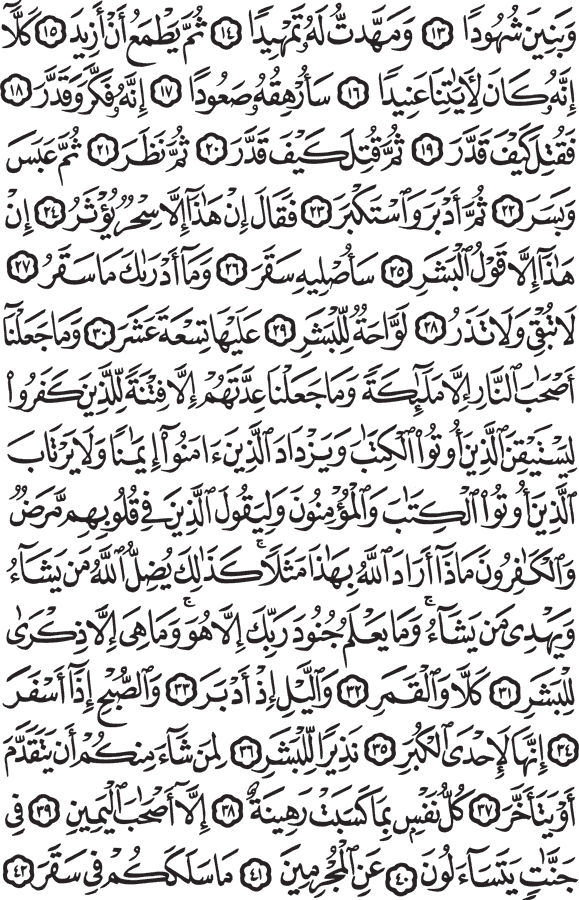 وَبَنِينَ شُهُودًا ١٣ وَمَهَّدتُّ لَهُۥ تَمْهِيدًا ١٤ ثُمَّ يَطْمَعُ أَنْ أَزِيدَ ١٥ كَلَّآ
إِنَّهُۥ كَانَ لِأٓيَٰتِنَا عَنِيدًا ١٦ سَأُرْهِقُهُۥ صَعُودًا ١٧ إِنَّهُۥ فَكَّرَ وَقَدَّرَ ١٨
فَقُتِلَ كَيْفَ قَدَّرَ ١٩ ثُمَّ قُتِلَ كَيْفَ قَدَّرَ ٢٠ ثُمَّ نَظَرَ ٢١ ثُمَّ عَبَسَ
وَبَسَرَ ٢٢ ثُمَّ أَدْبَرَ وَٱسْتَكْبَرَ ٢٣ فَقَالَ إِنْ هَٰذَآ إِلَّا سِحْرٌ يُؤْثَرُ ٢٤ إِنْ
هَٰذَآ إِلَّا قَوْلُ ٱلْبَشَرِ ٢٥ سَأُصْلِيهِ سَقَرَ ٢٦ وَمَآ أَدْرَىٰكَ مَا سَقَرُ ٢٧
لَا تُبْقِى وَلَا تَذَرُ ٢٨ لَوَّاحَةٌ لِّلْبَشَرِ ٢٩ عَلَيْهَا تِسْعَةَ عَشَرَ ٣٠ وَمَا جَعَلْنَآ
أَصْحَٰبَ ٱلنَّارِ إِلَّا مَلَٰٓئِكَةً وَمَا جَعَلْنَا عِدَّتَهُمْ إِلَّا فِتْنَةً لِّلَّذِينَ كَفَرُوا۟
لِيَسْتَيْقِنَ ٱلَّذِينَ أُوتُوا۟ ٱلْكِتَٰبَ وَيَزْدَادَ ٱلَّذِينَ ءَامَنُوٓا۟ إِيمَٰنًا وَلَا يَرْتَابَ
ٱلَّذِينَ أُوتُوا۟ ٱلْكِتَٰبَ وَٱلْمُؤْمِنُونَ وَلِيَقُولَ ٱلَّذِينَ فِى قُلُوبِهِم مَّرَضٌ
وَٱلْكَٰفِرُونَ مَاذَآ أَرَادَ ٱللَّهُ بِهَٰذَا مَثَلًا ۚ كَذَٰلِكَ يُضِلُّ ٱللَّهُ مَن يَشَآءُ
وَيَهْدِى مَن يَشَآءُ ۚ وَمَا يَعْلَمُ جُنُودَ رَبِّكَ إِلَّا هُوَ ۚ وَمَا هِىَ إِلَّا ذِكْرَىٰ
لِلْبَشَرِ ٣١ كَلَّا وَٱلْقَمَرِ ٣٢ وَٱلَّيْلِ إِذْ أَدْبَرَ ٣٣ وَٱلصُّبْحِ إِذَآ أَسْفَرَ
٣٤ إِنَّهَا لَإِحْدَى ٱلْكُبَرِ ٣٥ نَذِيرًا لِّلْبَشَرِ ٣٦ لِمَن شَآءَ مِنكُمْ أَن يَتَقَدَّمَ
أَوْ يَتَأَخَّرَ ٣٧ كُلُّ نَفْسٍۭ بِمَا كَسَبَتْ رَهِينَةٌ ٣٨ إِلَّآ أَصْحَٰبَ ٱلْيَمِينِ ٣٩ فِى
جَنَّٰتٍ يَتَسَآءَلُونَ ٤٠ عَنِ ٱلْمُجْرِمِينَ ٤١ مَا سَلَكَكُمْ فِى سَقَرَ ٤٢